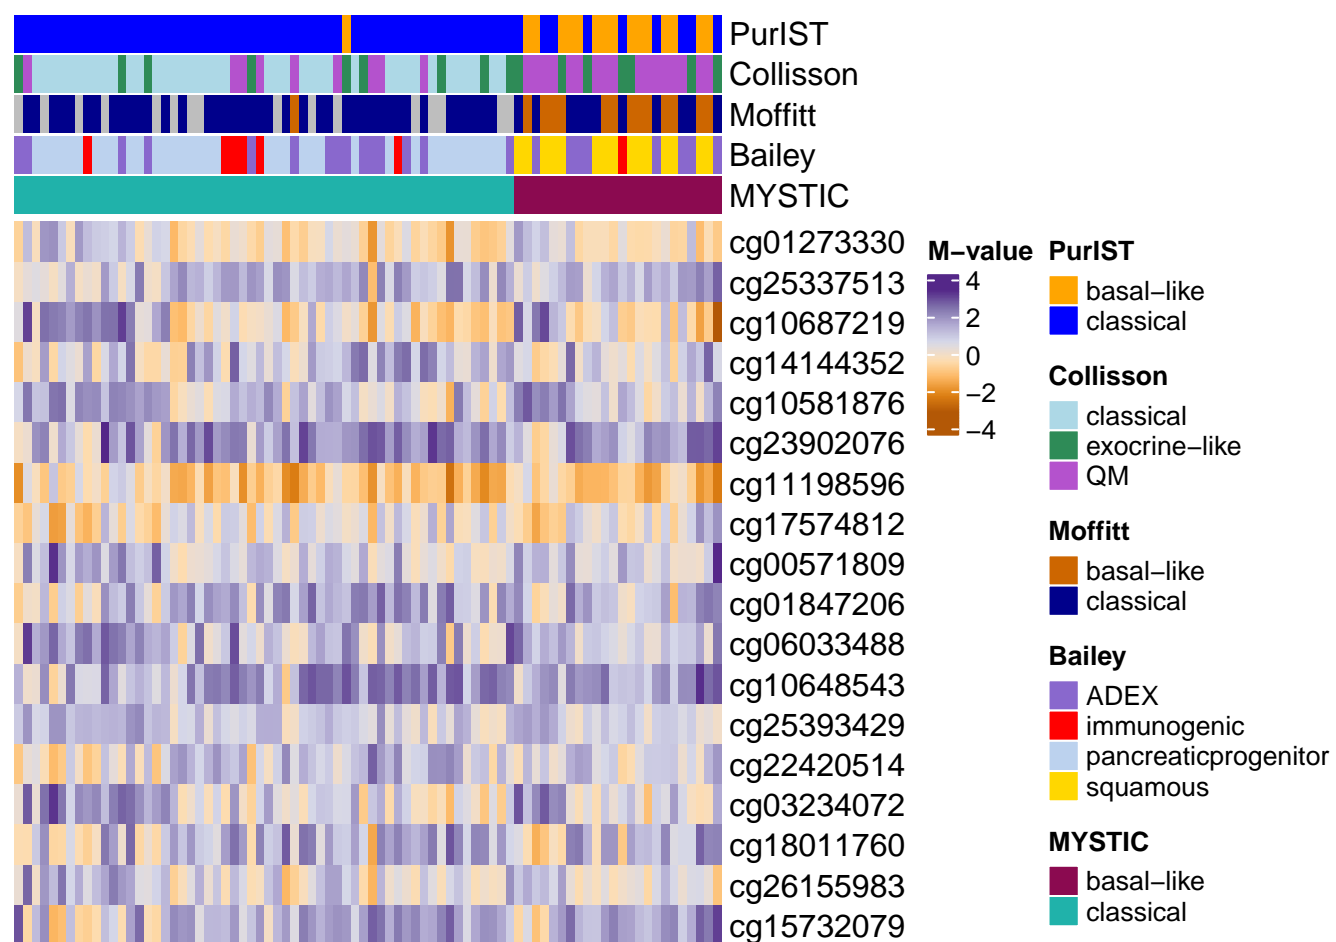 PurIST
Collisson
Moffitt
Bailey
MYSTIC
cg01273330
cg25337513
cg10687219
cg14144352
cg10581876
cg23902076
cg11198596
cg17574812
cg00571809
cg01847206
cg06033488
cg10648543
cg25393429
cg22420514
cg03234072
cg18011760
cg26155983
cg15732079
M−value
4
2
0
−2
−4
PurIST
basal−like
classical
Collisson
classical
exocrine−like
QM
Moffitt
basal−like
classical
Bailey
ADEX
immunogenic
pancreaticprogenitor
squamous
MYSTIC
basal−like
classical